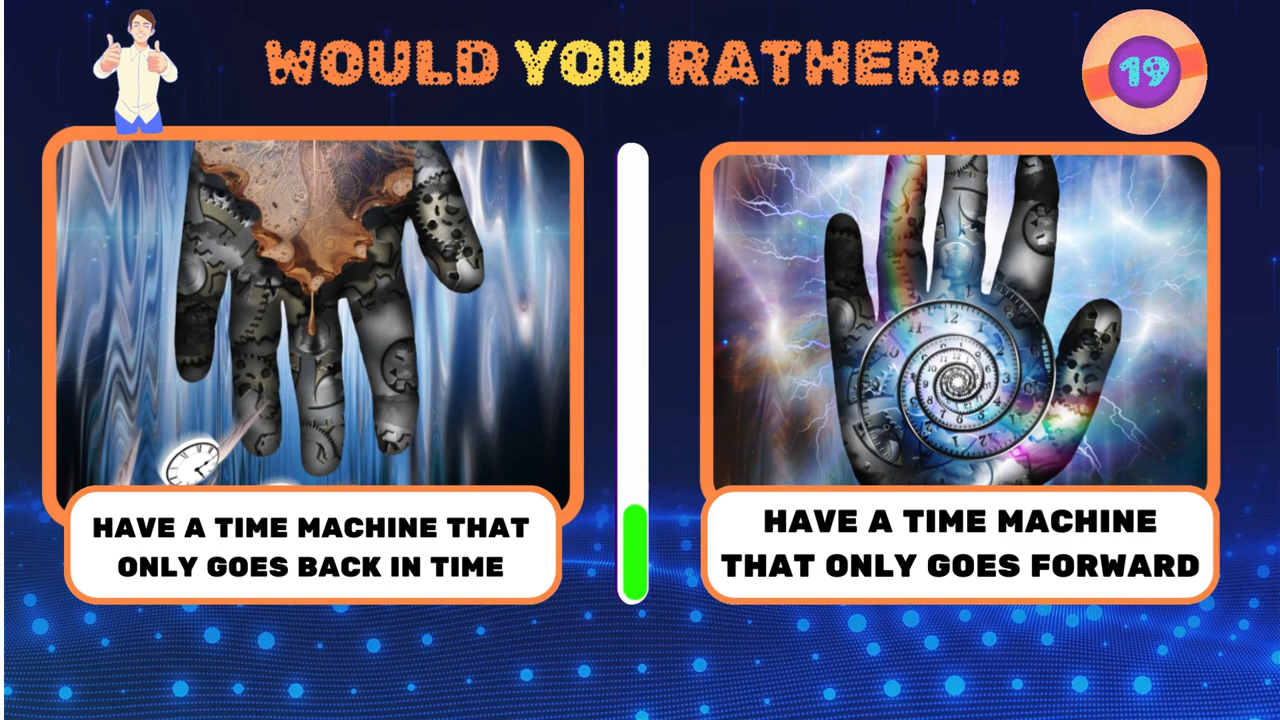 WOULD YOU RATHER....
19
HAVE A TIME MACHINE THAT
ONLY GOES BACK IN TIME
HAVE A TIME MACHINE
THAT ONLY GOES FORWARD